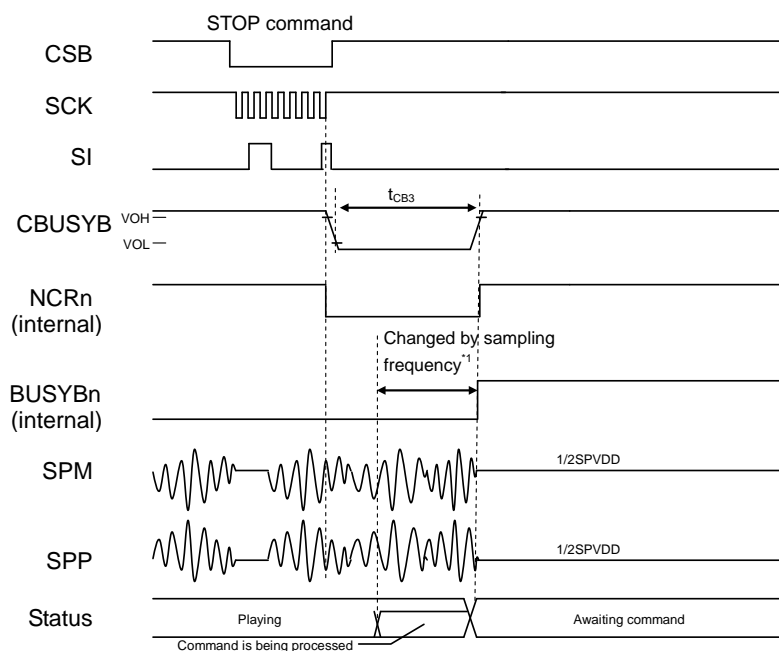 STOP command
CSB
SCK
SI
CBUSYB
VOH
VOL
tCB3
NCRn
(internal)
Changed by sampling
frequency*1
BUSYBn
(internal)
SPM
1/2SPVDD
SPP
1/2SPVDD
Status
Playing
Awaiting command
Command is being processed